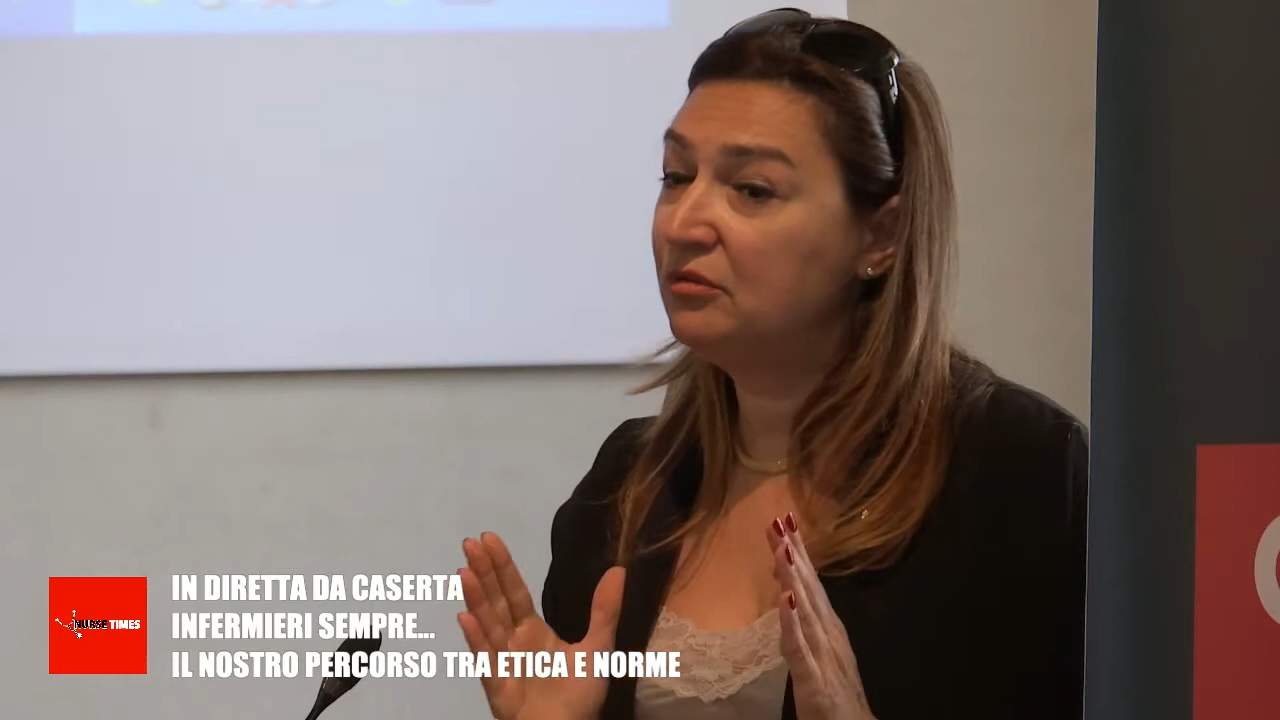 NURSE TIMES
IN DIRETTA DA CASERTA
INFERMIERI SEMPRE...
IL NOSTRO PERCORSO TRA ETICA E NORME